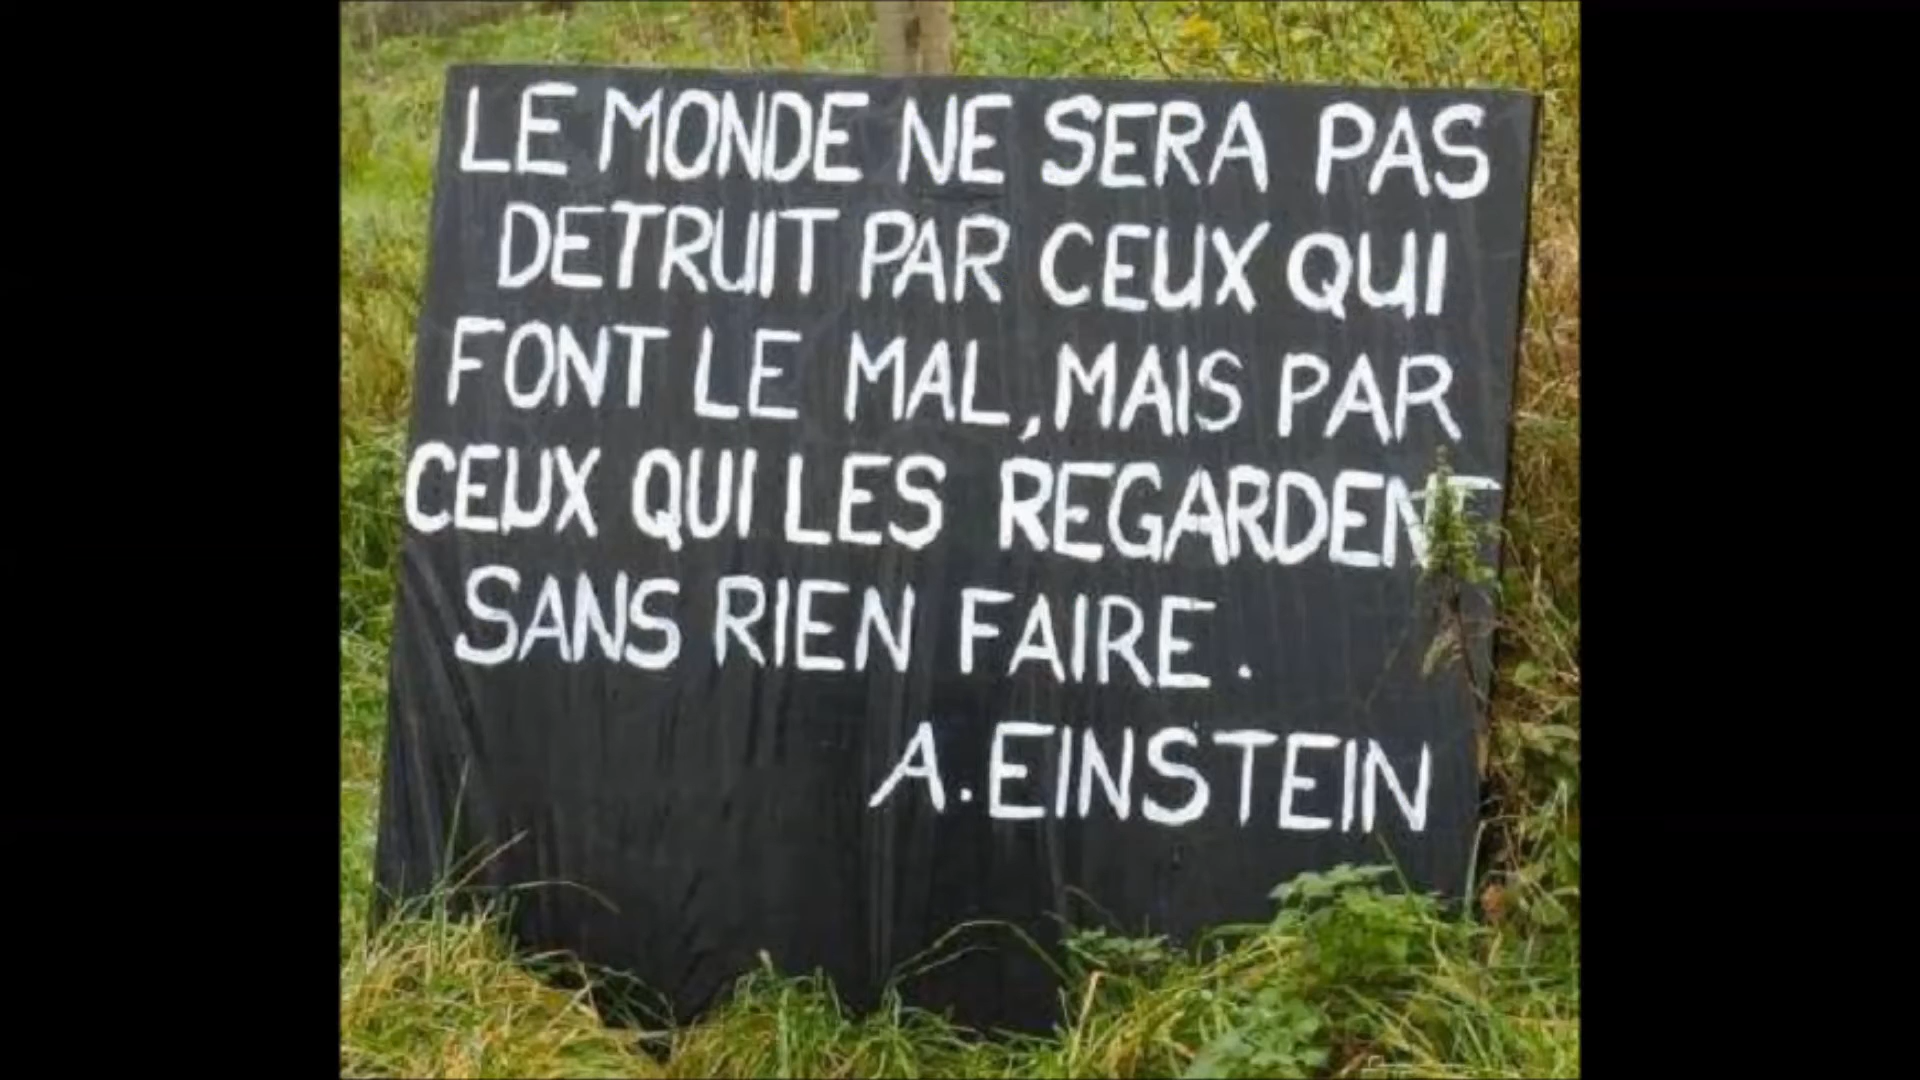 LE MONDE NE SERA PAS
DETRUIT PAR CEUX QUI
FONT LE MAL, MAIS PAR
CEUX QUI LES REGARDENT
SANS RIEN FAIRE.
A. EINSTEIN